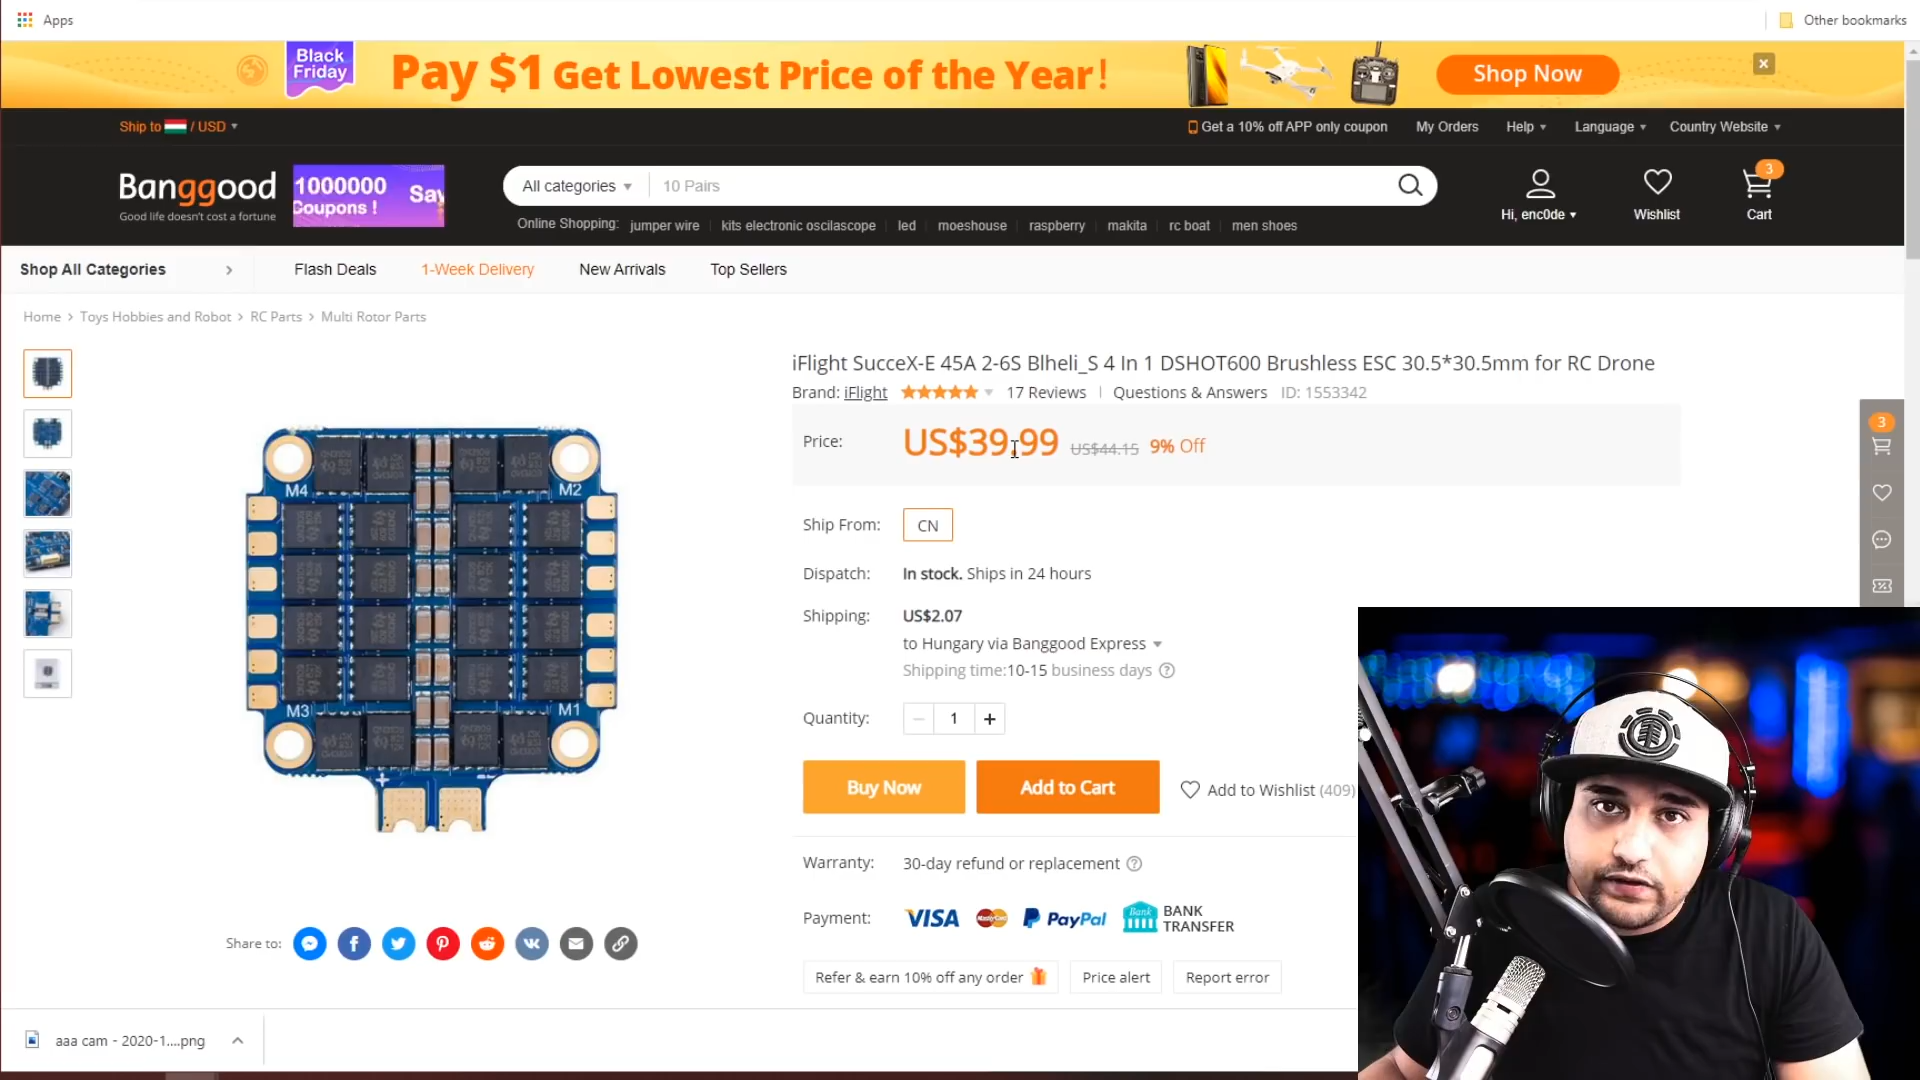 Apps
Other bookmarks
Black Friday
Pay $1 Get Lowest Price of the Year!
Shop Now
Ship to / USD
Get a 10% off APP only coupon
My Orders
Help
Language
Country Website
Banggood
Good life doesn't cost a fortune
1000000 Coupons !
Sav
All categories
10 Pairs
Hi, enc0de
Wishlist
3
Cart
Online Shopping:
jumper wire
kits electronic oscilascope
led
moeshouse
raspberry
makita
rc boat
men shoes
Shop All Categories
Flash Deals
1-Week Delivery
New Arrivals
Top Sellers
Home > Toys Hobbies and Robot > RC Parts > Multi Rotor Parts
iFlight SucceX-E 45A 2-6S Blheli_S 4 In 1 DSHOT600 Brushless ESC 30.5*30.5mm for RC Drone
Brand: iFlight
17 Reviews
Questions & Answers
ID: 1553342
Price:
US$39.99
US$44.15
9% Off
3
M4
M2
M3
M1
Ship From:
CN
Dispatch:
In stock. Ships in 24 hours
Shipping:
US$2.07
to Hungary via Banggood Express
Shipping time:10-15 business days
Quantity:
1
Buy Now
Add to Cart
Add to Wishlist (409)
Warranty:
30-day refund or replacement
Payment:
VISA
MasterCard
PayPal
Bank
BANK TRANSFER
Share to:
Refer & earn 10% off any order
Price alert
Report error
aaa cam - 2020-1....png